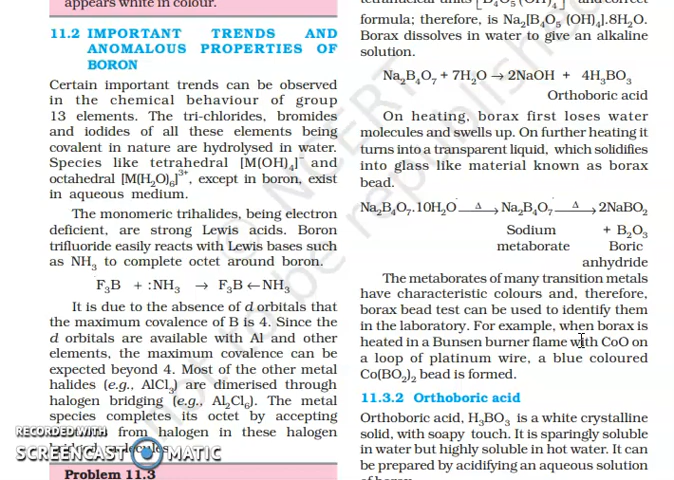 appears white in colour.
11.2 IMPORTANT TRENDS AND
ANOMALOUS PROPERTIES OF
BORON
Certain important trends can be observed
in the chemical behaviour of group
13 elements. The tri-chlorides, bromides
and iodides of all these elements being
covalent in nature are hydrolysed in water.
Species like tetrahedral [M(OH)₄]⁻ and
octahedral [M(H₂O)₆]³⁺, except in boron, exist
in aqueous medium.
The monomeric trihalides, being electron
deficient, are strong Lewis acids. Boron
trifluoride easily reacts with Lewis bases such
as NH₃ to complete octet around boron.
F₃B + :NH₃ → F₃B ← NH₃
It is due to the absence of d orbitals that
the maximum covalence of B is 4. Since the
d orbitals are available with Al and other
elements, the maximum covalence can be
expected beyond 4. Most of the other metal
halides (e.g., AlCl₃) are dimerised through
halogen bridging (e.g., Al₂Cl₆). The metal
species completes its octet by accepting
from halogen in these halogen
Problem 11.3
[B₄O₅(OH)₄]
formula; therefore, is Na₂[B₄O₅ (OH)₄].8H₂O.
Borax dissolves in water to give an alkaline
solution.
Na₂B₄O₇ + 7H₂O → 2NaOH + 4H₃BO₃
Orthoboric acid
On heating, borax first loses water
molecules and swells up. On further heating it
turns into a transparent liquid, which solidifies
into glass like material known as borax
bead.
Na₂B₄O₇.10H₂O —Δ→ Na₂B₄O₇ —Δ→ 2NaBO₂
Sodium + B₂O₃
metaborate Boric
anhydride
The metaborates of many transition metals
have characteristic colours and, therefore,
borax bead test can be used to identify them
in the laboratory. For example, when borax is
heated in a Bunsen burner flame with CoO on
a loop of platinum wire, a blue coloured
Co(BO₂)₂ bead is formed.
11.3.2 Orthoboric acid
Orthoboric acid, H₃BO₃ is a white crystalline
solid, with soapy touch. It is sparingly soluble
in water but highly soluble in hot water. It can
be prepared by acidifying an aqueous solution
of borax.
© NCERT
not to be republished
RECORDED WITH
SCREENCAST MATIC